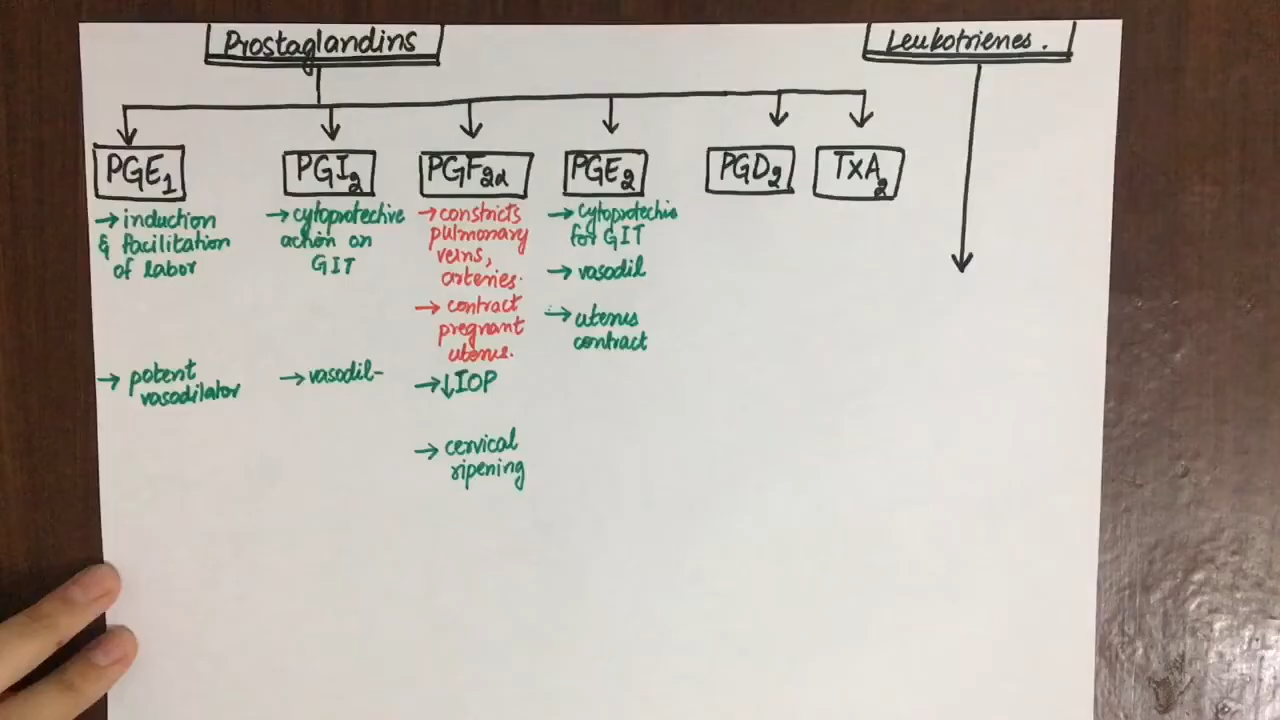 Prostaglandins
Leukotrienes.
PGE1
PGI2
PGF2α
PGE2
PGD2
TxA2
→ induction
& facilitation
of labor
→ potent
vasodilator
→ cytoprotective
action on
GIT
→ vasodil-
→ constricts
pulmonary
veins,
arteries.
→ contract
pregnant
uterus.
→ ↓IOP
→ cervical
ripening
→ cytoprotectiv
for GIT
→ vasodil
→ uterus
contract